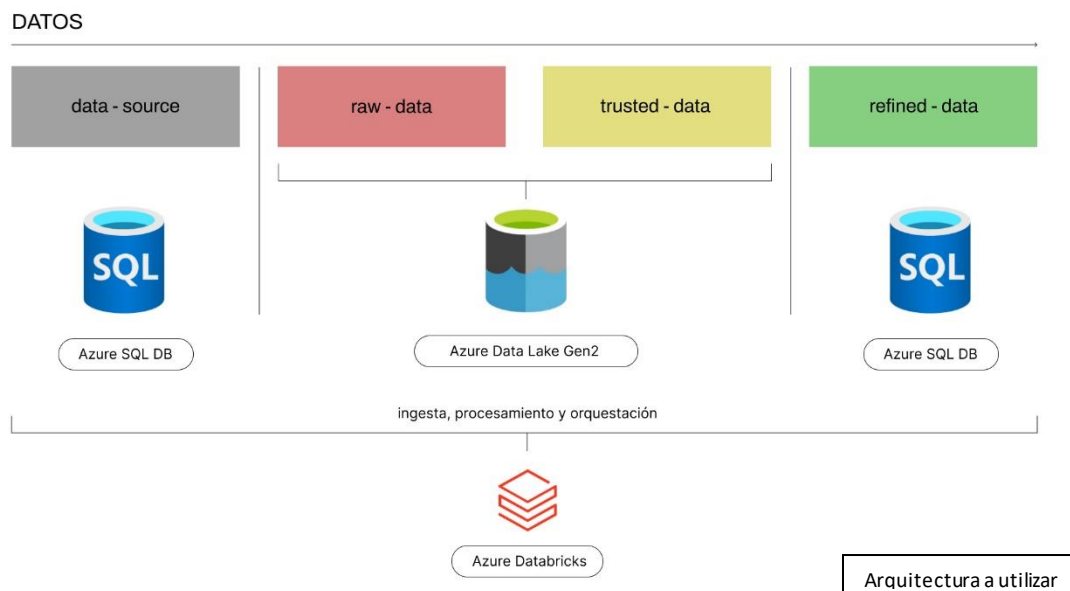 DATOS
data - source
raw - data
trusted - data
refined - data
SQL
SQL
Azure SQL DB
Azure Data Lake Gen2
Azure SQL DB
ingesta, procesamiento y orquestación
Azure Databricks
Arquitectura a utilizar